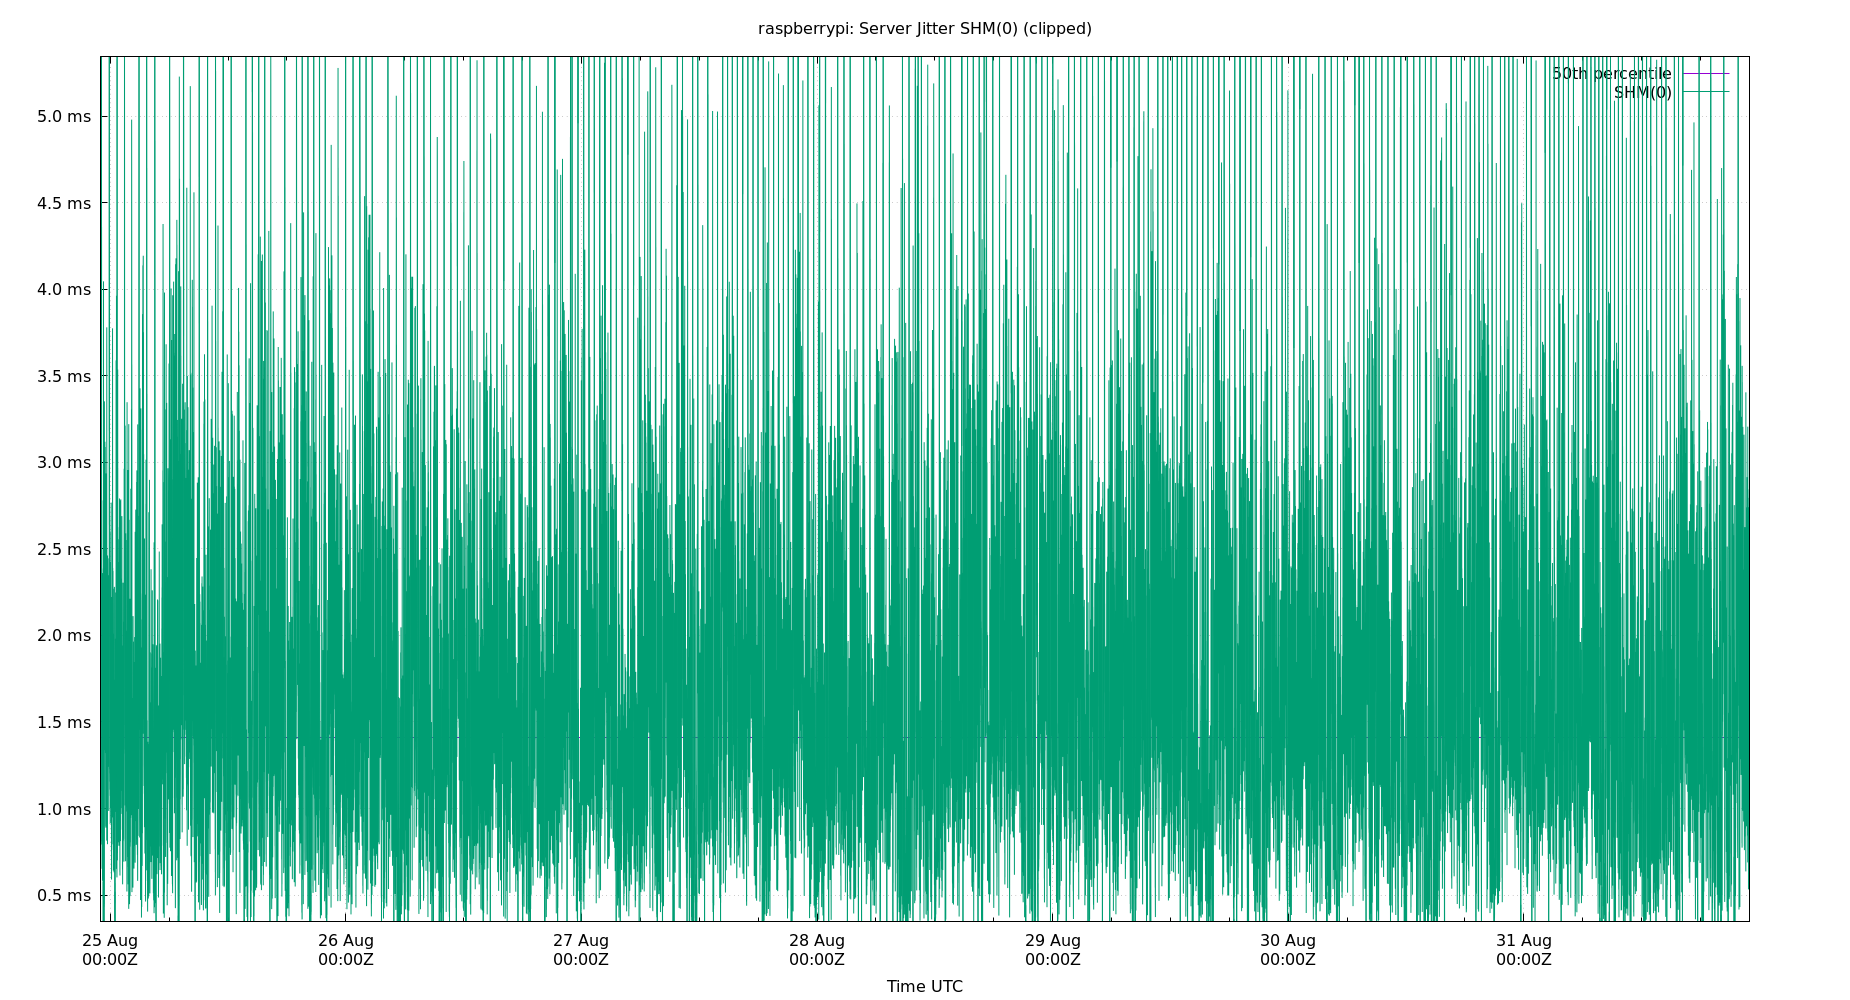 raspberrypi: Server Jitter SHM(0) (clipped)
50th percentile
SHM(0)
5.0 ms
4.5 ms
4.0 ms
3.5 ms
3.0 ms
2.5 ms
2.0 ms
1.5 ms
1.0 ms
0.5 ms
25 Aug 26 Aug 27 Aug 28 Aug 29 Aug 30 Aug 31 Aug
00:00Z 00:00Z 00:00Z 00:00Z 00:00Z 00:00Z 00:00Z
Time UTC